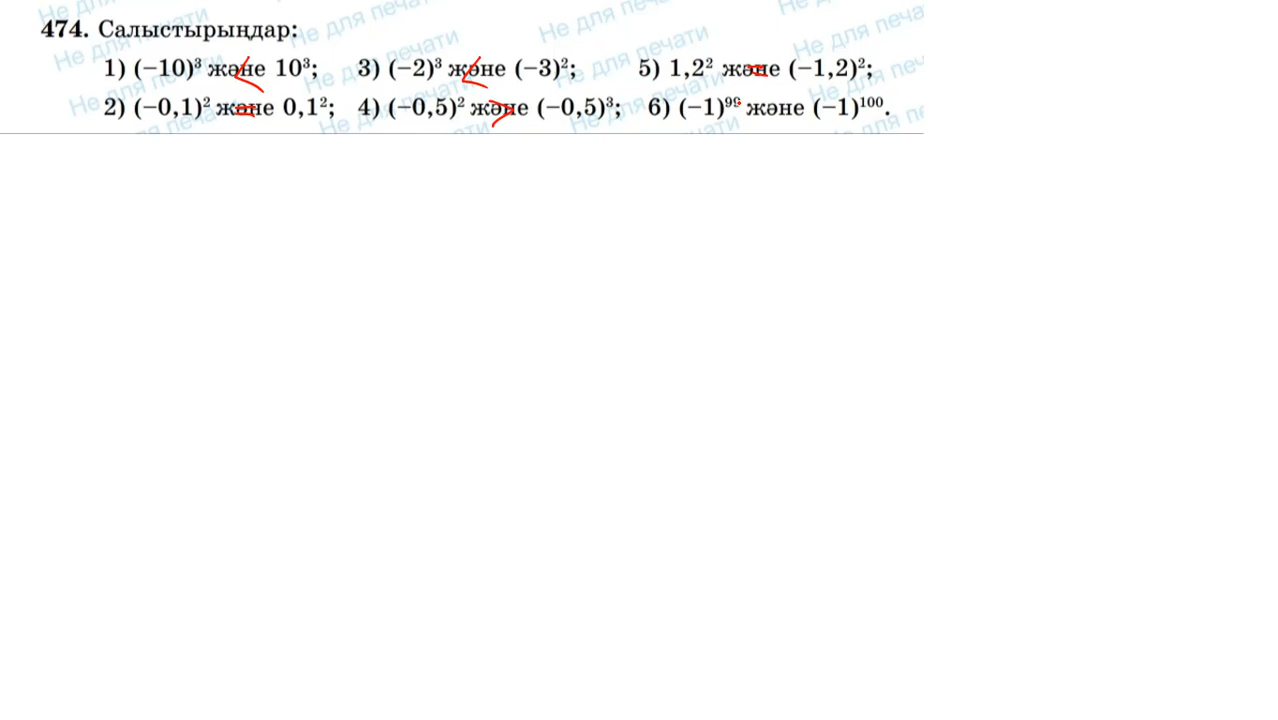 474. Салыстырыңдар:
1) (−10)³ және 10³; 3) (−2)³ және (−3)²; 5) 1,2² және (−1,2)²;
2) (−0,1)² және 0,1²; 4) (−0,5)² және (−0,5)³; 6) (−1)⁹⁹ және (−1)¹⁰⁰.